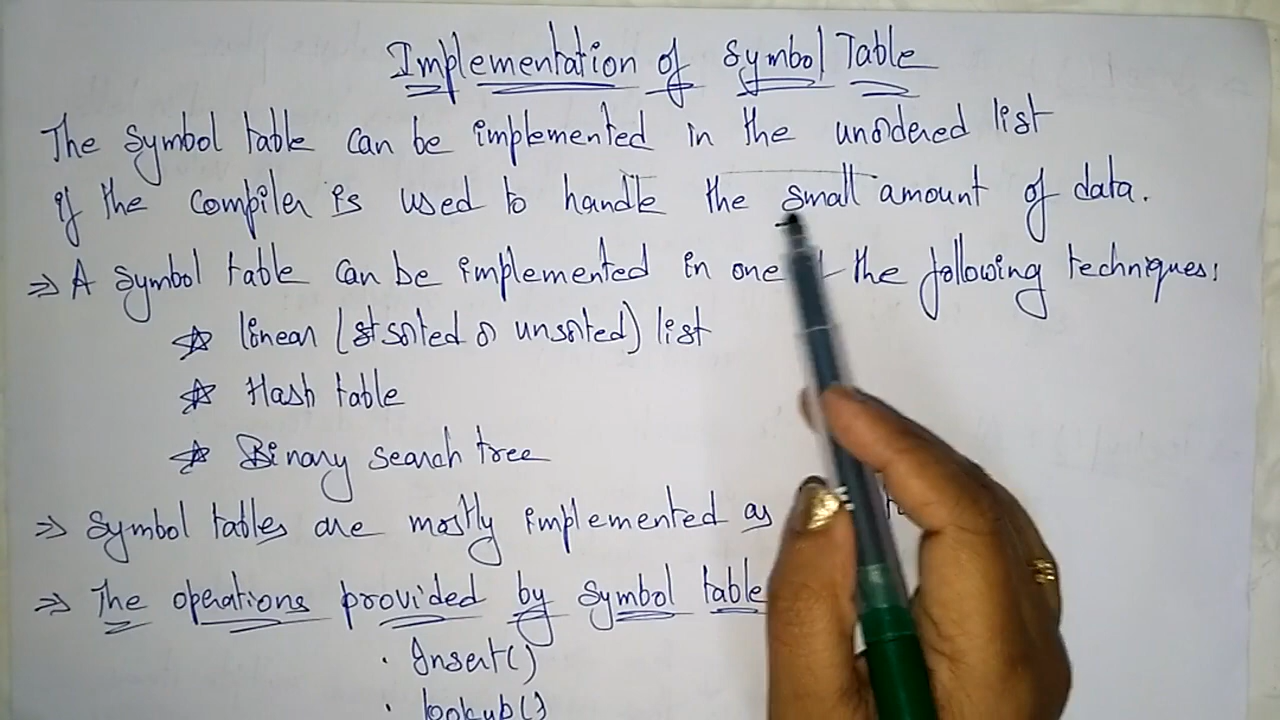 Implementation of Symbol Table
The symbol table can be implemented in the unordered list
if the compiler is used to handle the small amount of data.
⇒ A symbol table can be implemented in one the following techniques:
☆ linear (sorted or unsorted) list
☆ Hash table
☆ Binary search tree
⇒ Symbol tables are mostly implemented as
⇒ The operations provided by symbol table
· Insert()
· lookup()